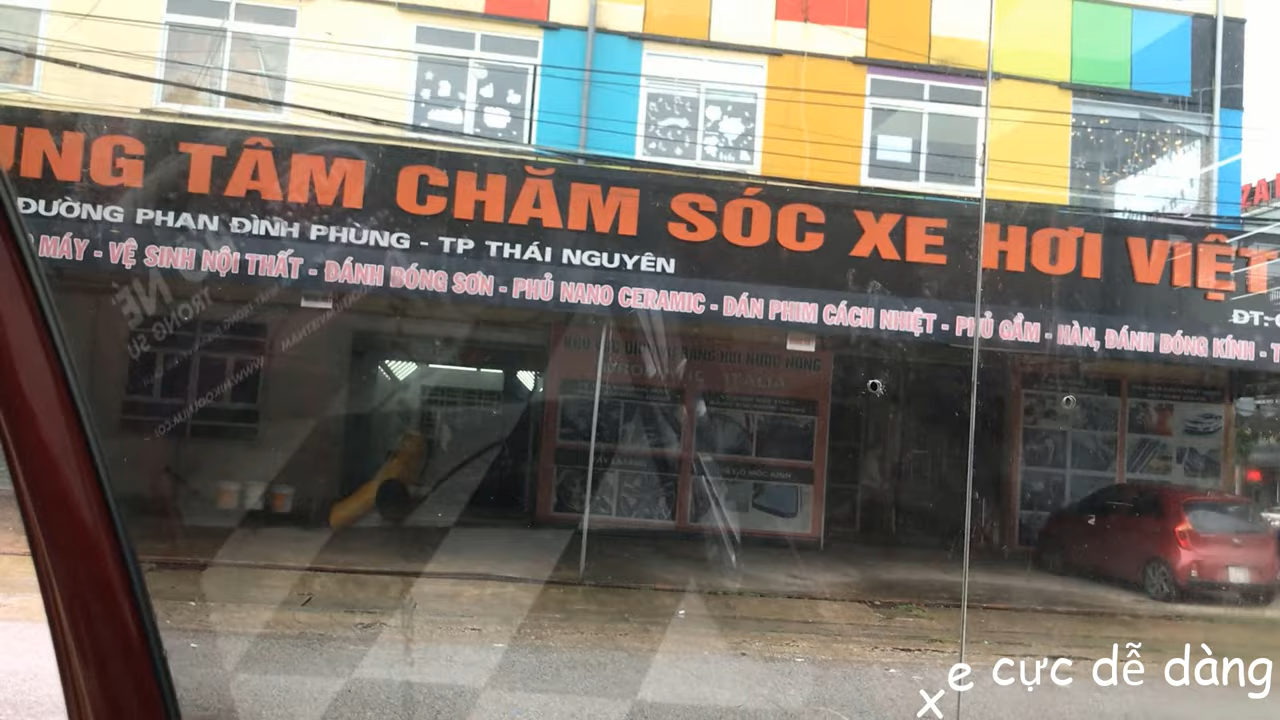 UNG TÂM CHĂM SÓC XE HƠI VIỆT
ĐƯỜNG PHAN ĐÌNH PHÙNG - TP THÁI NGUYÊN
MÁY - VỆ SINH NỘI THẤT - ĐÁNH BÓNG SƠN - PHỦ NANO CERAMIC - DÁN PHIM CÁCH NHIỆT - PHỦ GẦM - HÀN, ĐÁNH BÓNG KÍNH -
ĐT-
ITALIA
xe cực dễ dàng